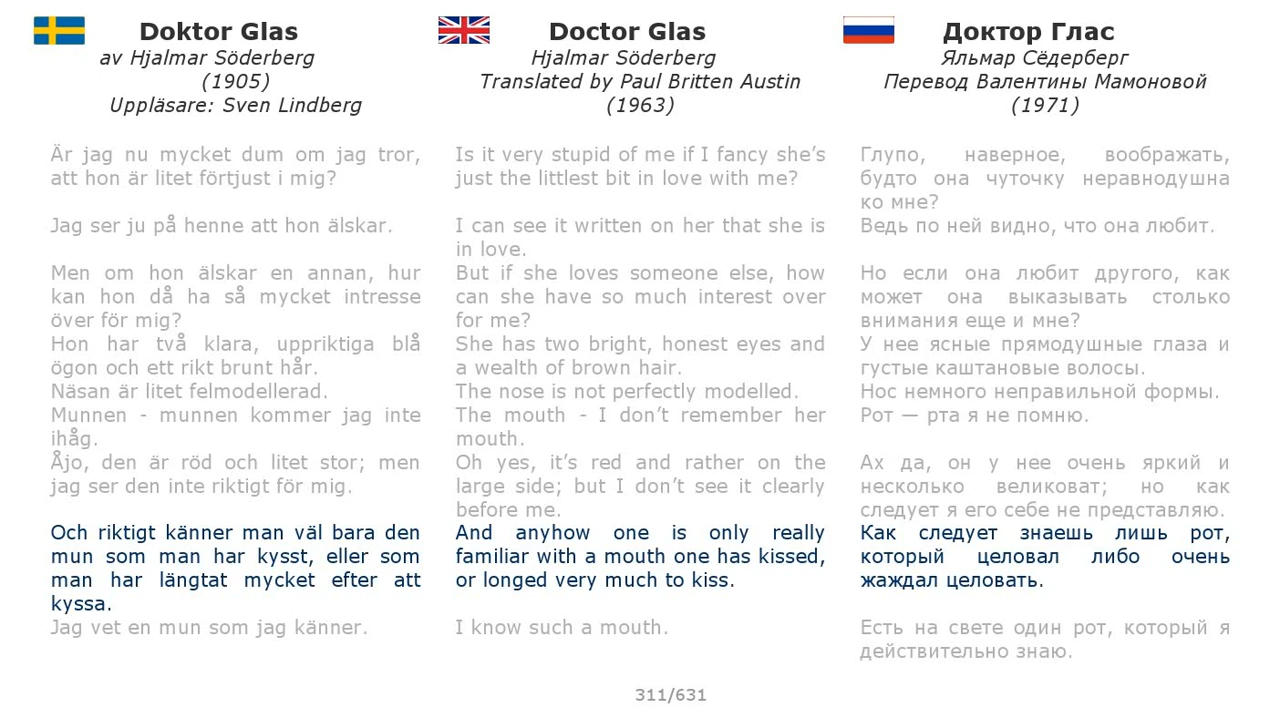 Doktor Glas
av Hjalmar Söderberg
(1905)
Uppläsare: Sven Lindberg
Är jag nu mycket dum om jag tror,
att hon är litet förtjust i mig?
Jag ser ju på henne att hon älskar.
Men om hon älskar en annan, hur
kan hon då ha så mycket intresse
över för mig?
Hon har två klara, uppriktiga blå
ögon och ett rikt brunt hår.
Näsan är litet felmodellerad.
Munnen - munnen kommer jag inte
ihåg.
Åjo, den är röd och litet stor; men
jag ser den inte riktigt för mig.
Och riktigt känner man väl bara den
mun som man har kysst, eller som
man har längtat mycket efter att
kyssa.
Jag vet en mun som jag känner.
Doctor Glas
Hjalmar Söderberg
Translated by Paul Britten Austin
(1963)
Is it very stupid of me if I fancy she’s
just the littlest bit in love with me?
I can see it written on her that she is
in love.
But if she loves someone else, how
can she have so much interest over
for me?
She has two bright, honest eyes and
a wealth of brown hair.
The nose is not perfectly modelled.
The mouth - I don’t remember her
mouth.
Oh yes, it’s red and rather on the
large side; but I don’t see it clearly
before me.
And anyhow one is only really
familiar with a mouth one has kissed,
or longed very much to kiss.
I know such a mouth.
Доктор Глас
Яльмар Сёдерберг
Перевод Валентины Мамоновой
(1971)
Глупо, наверное, воображать,
будто она чуточку неравнодушна
ко мне?
Ведь по ней видно, что она любит.
Но если она любит другого, как
может она выказывать столько
внимания еще и мне?
У нее ясные прямодушные глаза и
густые каштановые волосы.
Нос немного неправильной формы.
Рот — рта я не помню.
Ах да, он у нее очень яркий и
несколько великоват; но как
следует я его себе не представляю.
Как следует знаешь лишь рот,
который целовал либо очень
жаждал целовать.
Есть на свете один рот, который я
действительно знаю.
311/631